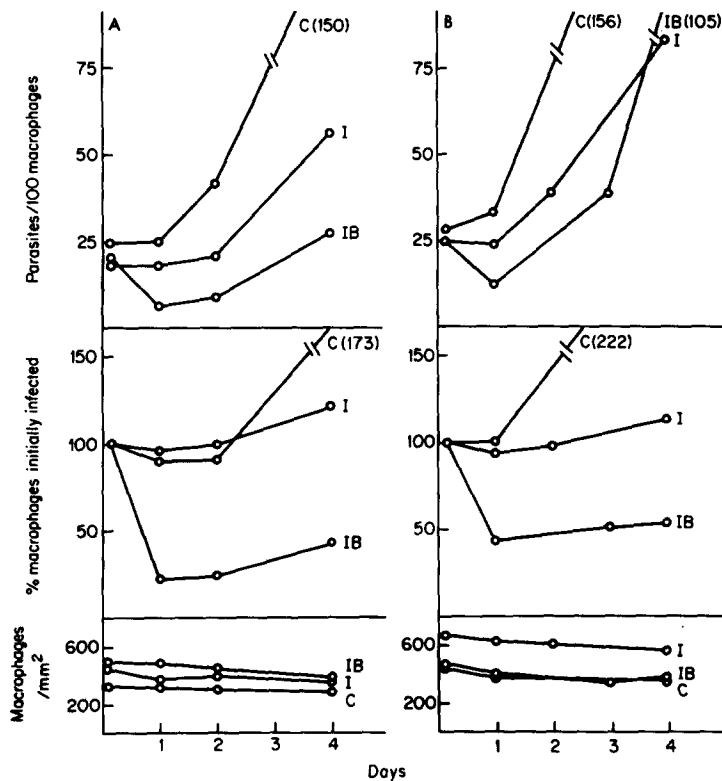 A
C(150)
I
IB
75
50
25
Parasites/100 macrophages
B
C(156)
IB(105)
I
75
50
25
C(173)
I
IB
150
100
50
% macrophages initially infected
C(222)
I
IB
150
100
50
IB
I
C
600
200
Macrophages
/mm²
I
IB
C
600
200
1 2 3 4
1 2 3 4
Days